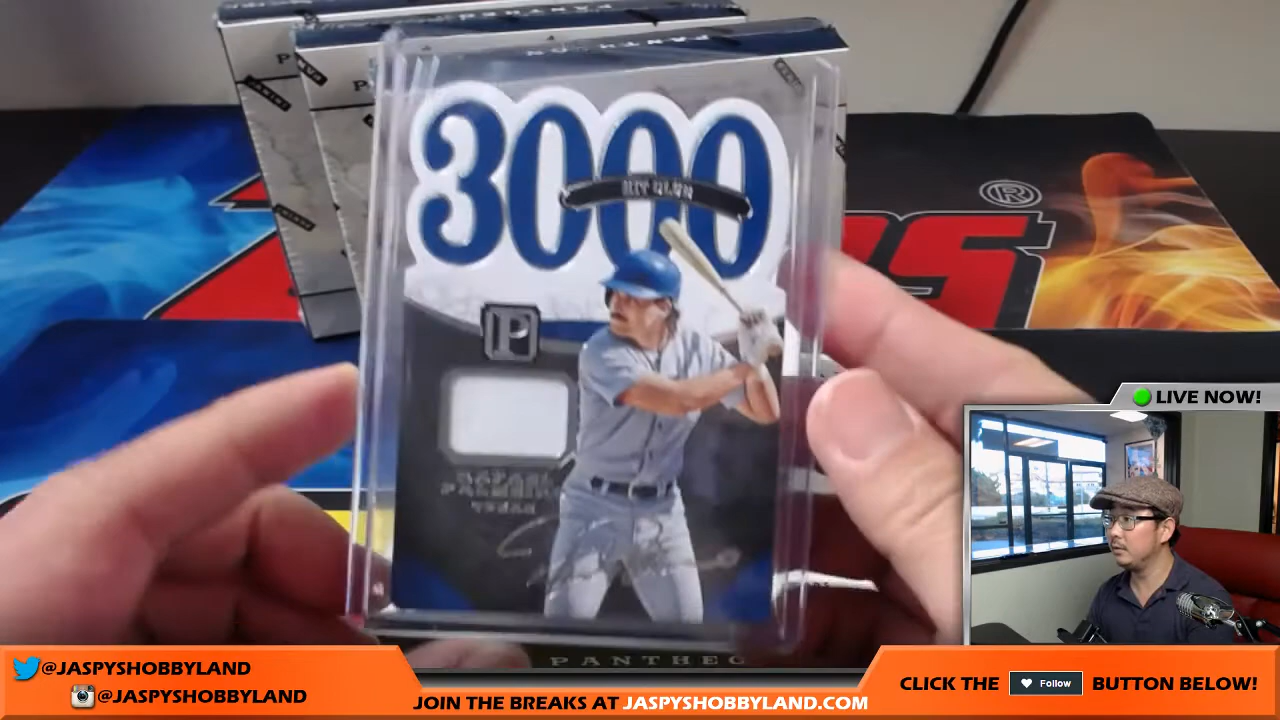 PANTHEON
3000
HIT CLUB
P
RAFAEL
PALMEIRO
TEXAS
PANTHEO
®
LIVE NOW!
@JASPYSHOBBYLAND
@JASPYSHOBBYLAND
JOIN THE BREAKS AT JASPYSHOBBYLAND.COM
CLICK THE Follow BUTTON BELOW!